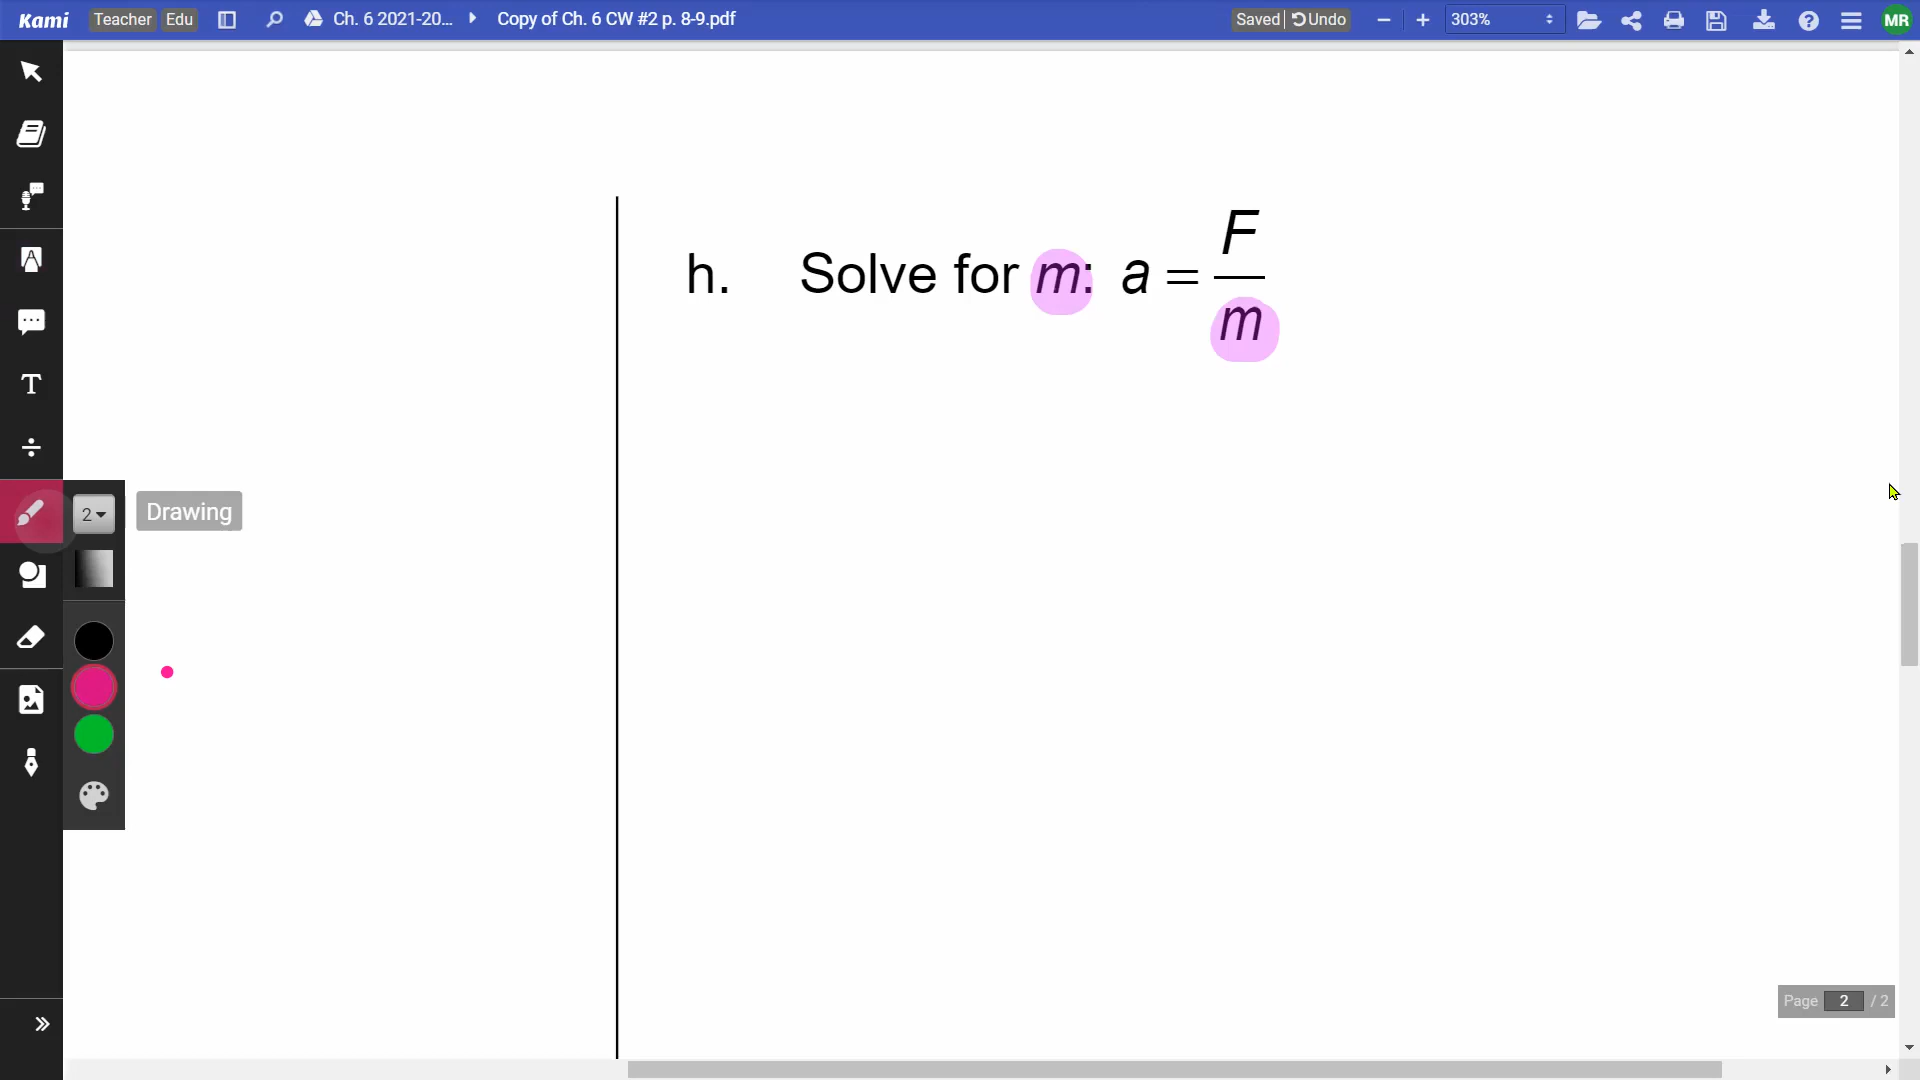 Kami Teacher Edu Ch. 6 2021-20... Copy of Ch. 6 CW #2 p. 8-9.pdf Saved Undo 303% MR
h. Solve for m: a = F/m
2
Drawing
Page 2 / 2